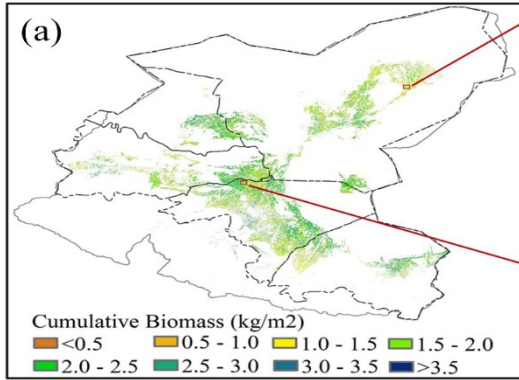 (a)
Cumulative Biomass (kg/m2)
<0.5 0.5 - 1.0 1.0 - 1.5 1.5 - 2.0
2.0 - 2.5 2.5 - 3.0 3.0 - 3.5 >3.5